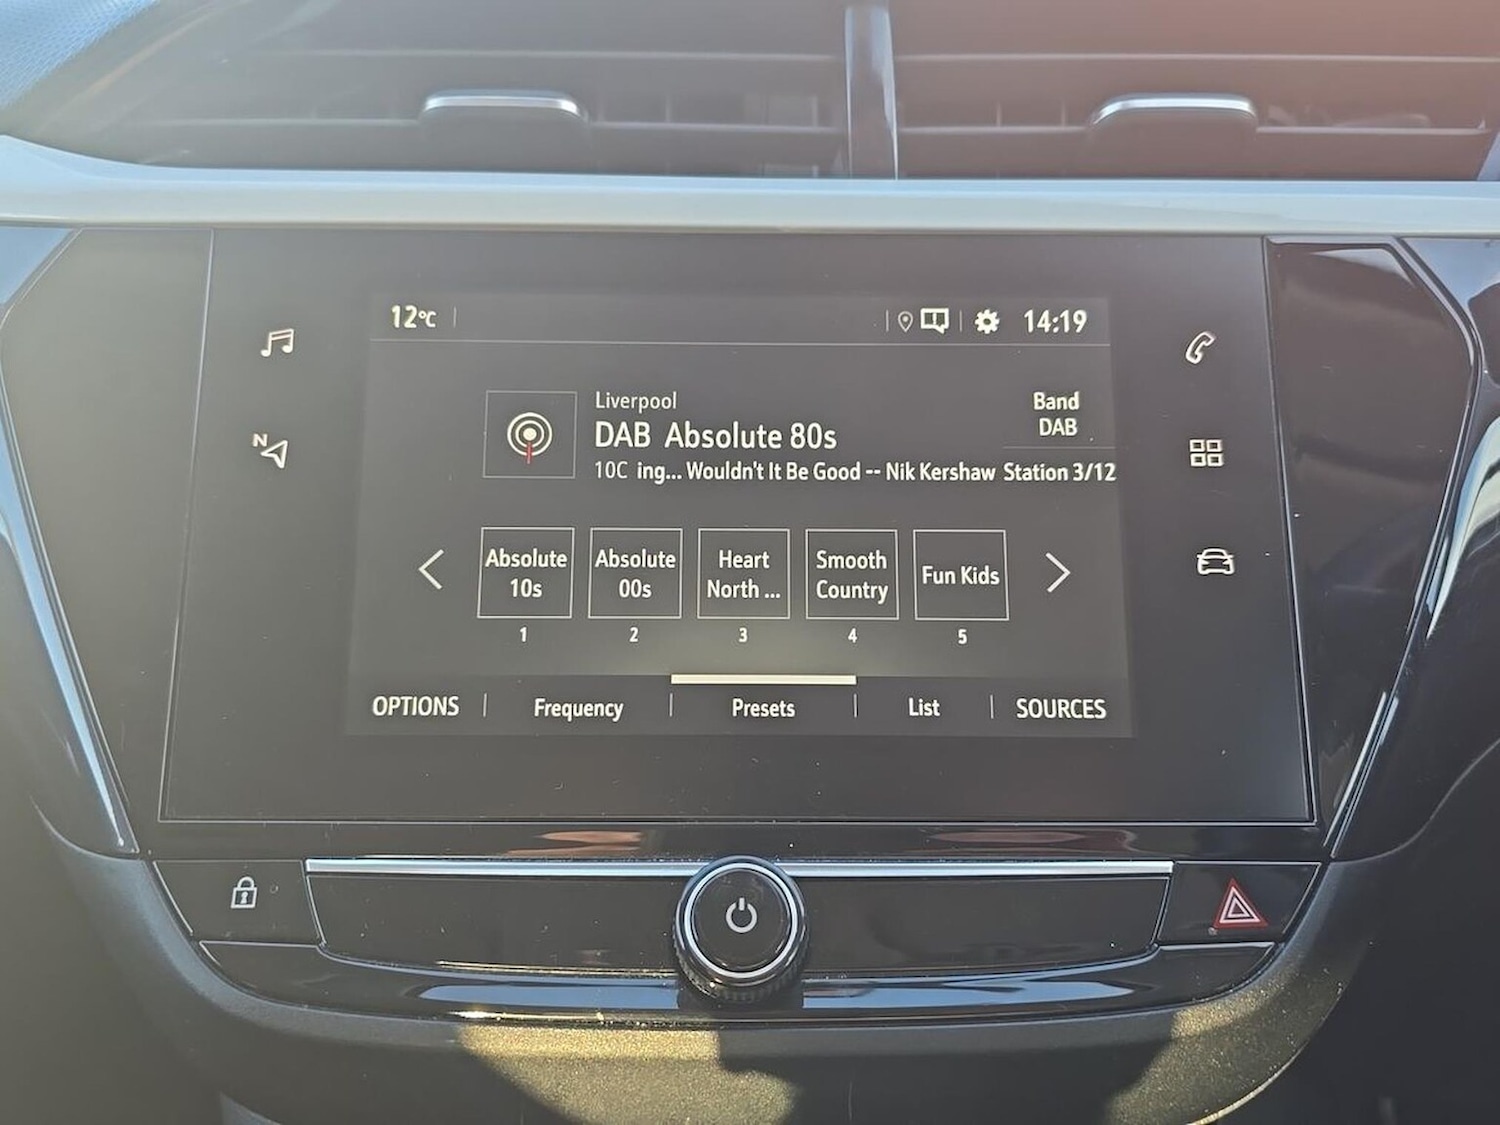 12°C
14:19
Liverpool
Band
DAB Absolute 80s
DAB
10C ing... Wouldn't It Be Good -- Nik Kershaw Station 3/12
N
Absolute 10s
Absolute 00s
Heart North ...
Smooth Country
Fun Kids
1 2 3 4 5
OPTIONS Frequency Presets List SOURCES